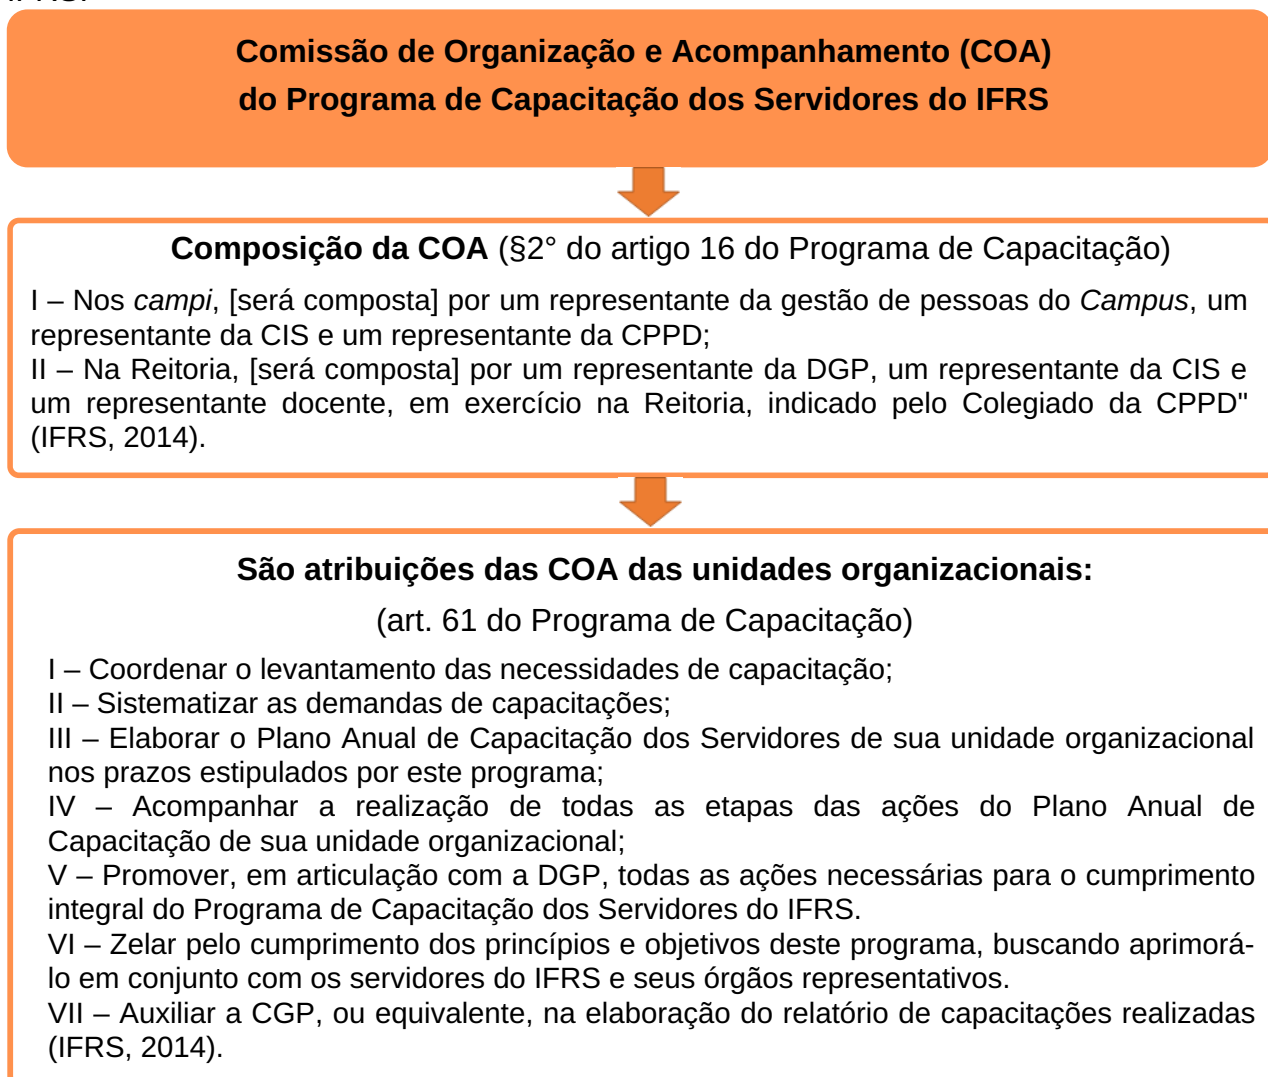 Comissão de Organização e Acompanhamento (COA)
do Programa de Capacitação dos Servidores do IFRS
Composição da COA (§2° do artigo 16 do Programa de Capacitação)
I – Nos campi, [será composta] por um representante da gestão de pessoas do Campus, um
representante da CIS e um representante da CPPD;
II – Na Reitoria, [será composta] por um representante da DGP, um representante da CIS e
um representante docente, em exercício na Reitoria, indicado pelo Colegiado da CPPD"
(IFRS, 2014).
São atribuições das COA das unidades organizacionais:
(art. 61 do Programa de Capacitação)
I – Coordenar o levantamento das necessidades de capacitação;
II – Sistematizar as demandas de capacitações;
III – Elaborar o Plano Anual de Capacitação dos Servidores de sua unidade organizacional
nos prazos estipulados por este programa;
IV – Acompanhar a realização de todas as etapas das ações do Plano Anual de
Capacitação de sua unidade organizacional;
V – Promover, em articulação com a DGP, todas as ações necessárias para o cumprimento
integral do Programa de Capacitação dos Servidores do IFRS.
VI – Zelar pelo cumprimento dos princípios e objetivos deste programa, buscando aprimorá-
lo em conjunto com os servidores do IFRS e seus órgãos representativos.
VII – Auxiliar a CGP, ou equivalente, na elaboração do relatório de capacitações realizadas
(IFRS, 2014).